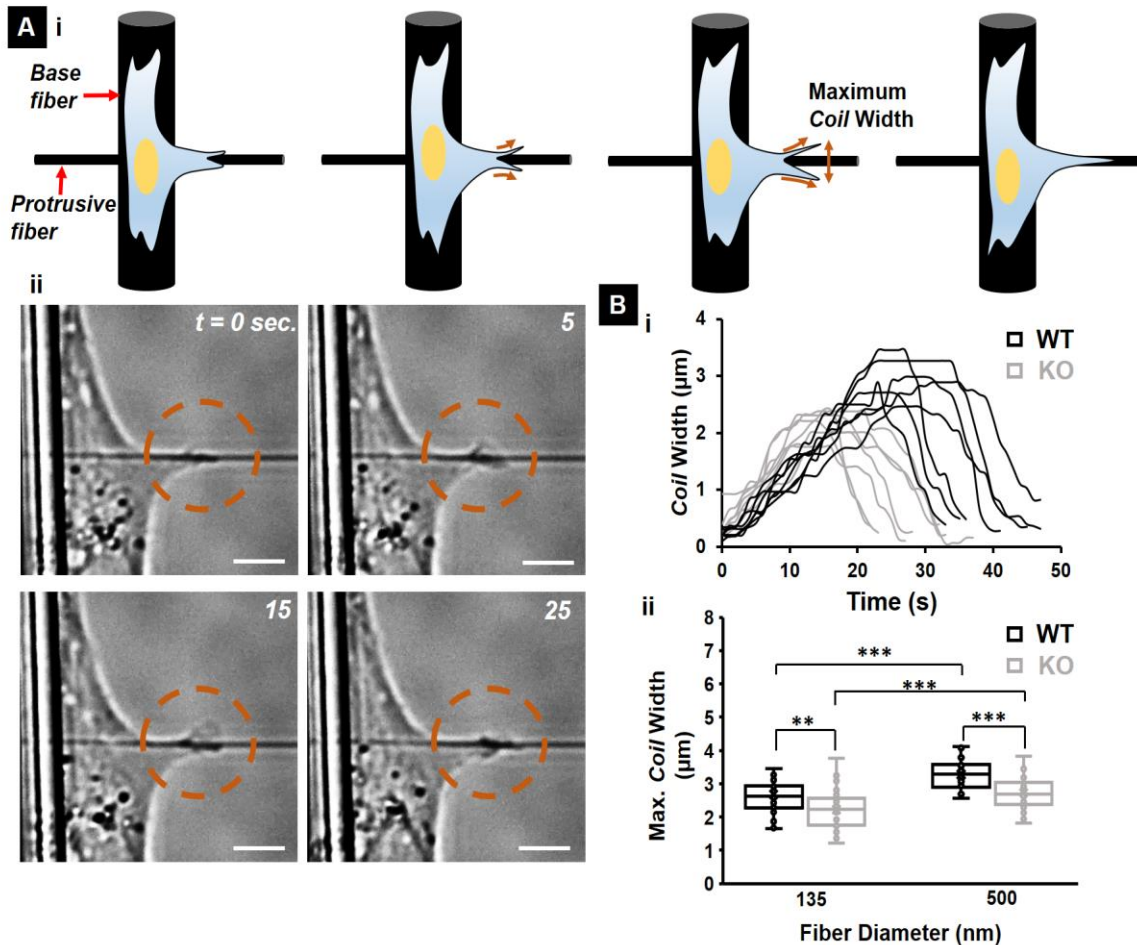 A i
Base
fiber
Protrusive
fiber
Maximum
Coil Width
ii
t = 0 sec.
5
15
25
B i
Coil Width (µm)
4
3
2
1
0
0 10 20 30 40 50
Time (s)
WT
KO
ii
Max. Coil Width
(µm)
8
7
6
5
4
3
2
1
0
WT
KO
***
***
**
***
135 500
Fiber Diameter (nm)